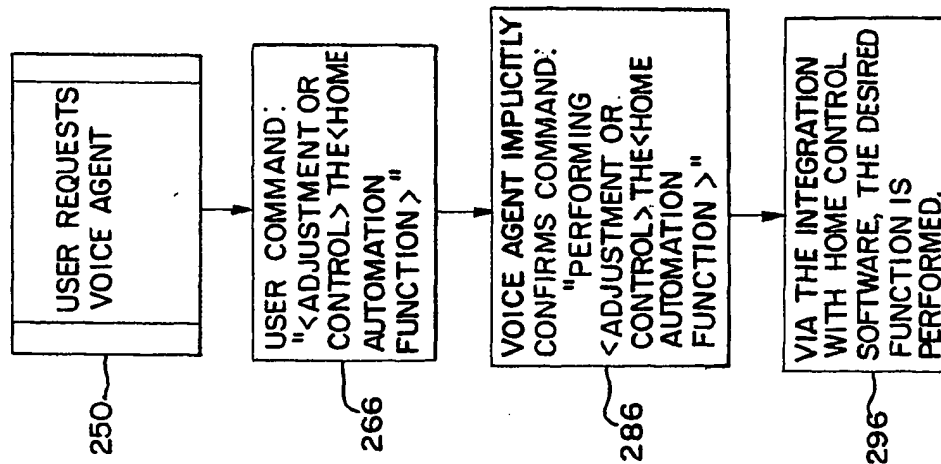 USER REQUESTS
VOICE AGENT
250
USER COMMAND:
"<ADJUSTMENT OR
CONTROL> THE<HOME
AUTOMATION
FUNCTION>"
266
VOICE AGENT IMPLICITLY
CONFIRMS COMMAND:
"PERFORMING
<ADJUSTMENT OR
CONTROL> THE<HOME
AUTOMATION
FUNCTION>"
286
VIA THE INTEGRATION
WITH HOME CONTROL
SOFTWARE, THE DESIRED
FUNCTION IS
PERFORMED.
296